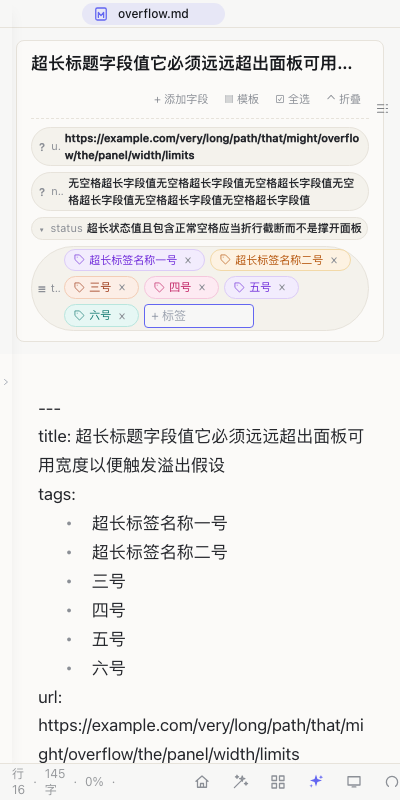 overflow.md
超长标题字段值它必须远远超出面板可用...
+ 添加字段 模板 全选 折叠
? u. https://example.com/very/long/path/that/might/overflo
w/the/panel/width/limits
? n.. 无空格超长字段值无空格超长字段值无空格超长字段值无空
格超长字段值无空格超长字段值无空格超长字段值
status 超长状态值且包含正常空格应当折行截断而不是撑开面板
超长标签名称一号 × 超长标签名称二号 ×
t.. 三号 × 四号 × 五号 ×
六号 × + 标签
---
title: 超长标题字段值它必须远远超出面板可
用宽度以便触发溢出假设
tags:
• 超长标签名称一号
• 超长标签名称二号
• 三号
• 四号
• 五号
• 六号
url:
https://example.com/very/long/path/that/mi
ght/overflow/the/panel/width/limits
行 16 · 145 字 · 0% ·